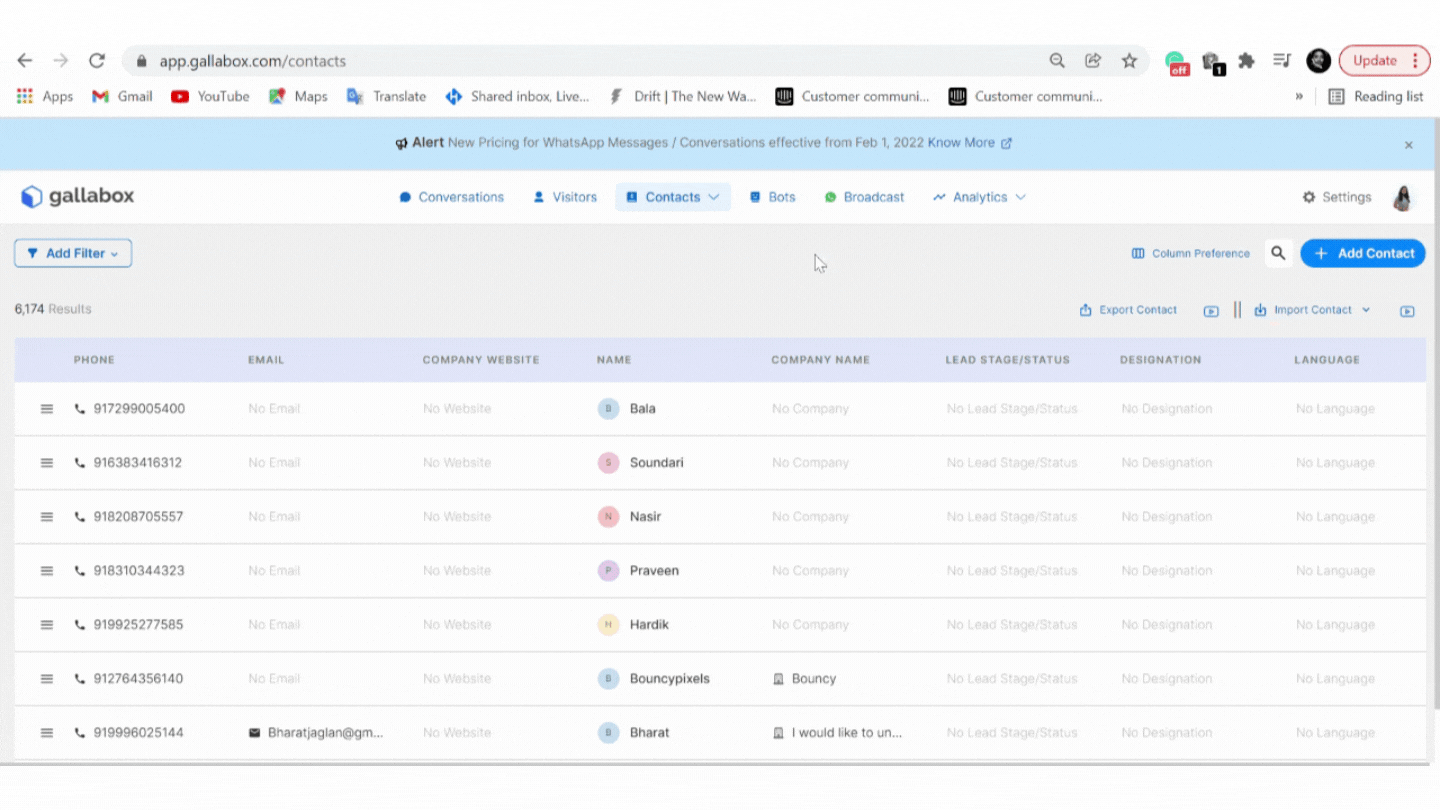 app.gallabox.com/contacts
off
1
Update
Apps Gmail YouTube Maps Translate Shared inbox, Live... Drift | The New Wa... Customer communi... Customer communi... » Reading list
Alert New Pricing for WhatsApp Messages / Conversations effective from Feb 1, 2022 Know More
gallabox Conversations Visitors Contacts Bots Broadcast Analytics Settings
Add Filter Column Preference + Add Contact
6,174 Results Export Contact Import Contact
PHONE EMAIL COMPANY WEBSITE NAME COMPANY NAME LEAD STAGE/STATUS DESIGNATION LANGUAGE
917299005400 No Email No Website B Bala No Company No Lead Stage/Status No Designation No Language
916383416312 No Email No Website S Soundari No Company No Lead Stage/Status No Designation No Language
918208705557 No Email No Website N Nasir No Company No Lead Stage/Status No Designation No Language
918310344323 No Email No Website P Praveen No Company No Lead Stage/Status No Designation No Language
919925277585 No Email No Website H Hardik No Company No Lead Stage/Status No Designation No Language
912764356140 No Email No Website B Bouncypixels Bouncy No Lead Stage/Status No Designation No Language
919996025144 Bharatjaglan@gm... No Website B Bharat I would like to un... No Lead Stage/Status No Designation No Language